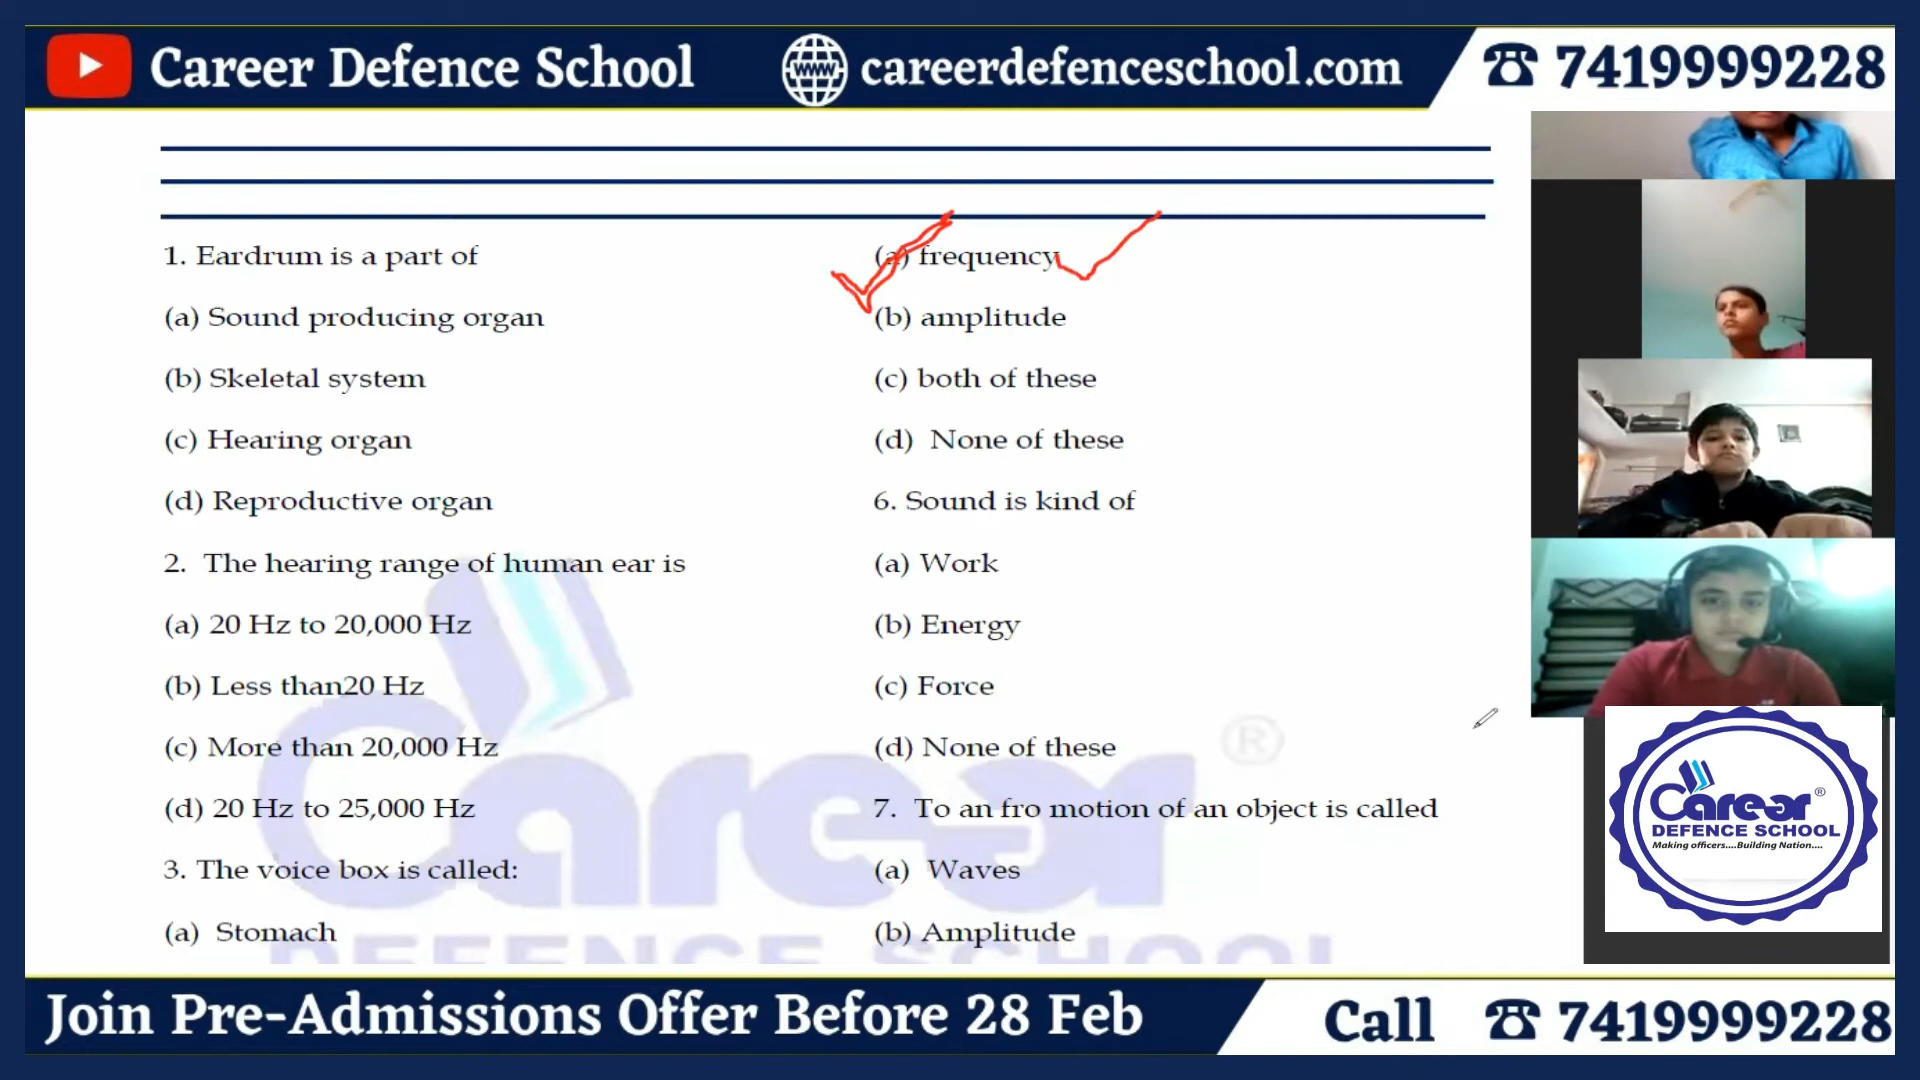 Career Defence School
www
careerdefenceschool.com
☎ 7419999228
1. Eardrum is a part of
(a) Sound producing organ
(b) Skeletal system
(c) Hearing organ
(d) Reproductive organ
2. The hearing range of human ear is
(a) 20 Hz to 20,000 Hz
(b) Less than20 Hz
(c) More than 20,000 Hz
(d) 20 Hz to 25,000 Hz
3. The voice box is called:
(a) Stomach
(a) frequency
(b) amplitude
(c) both of these
(d) None of these
6. Sound is kind of
(a) Work
(b) Energy
(c) Force
(d) None of these
7. To an fro motion of an object is called
(a) Waves
(b) Amplitude
Career ®
DEFENCE SCHOOL
Career ®
DEFENCE SCHOOL
Making officers....Building Nation....
Join Pre-Admissions Offer Before 28 Feb
Call ☎ 7419999228